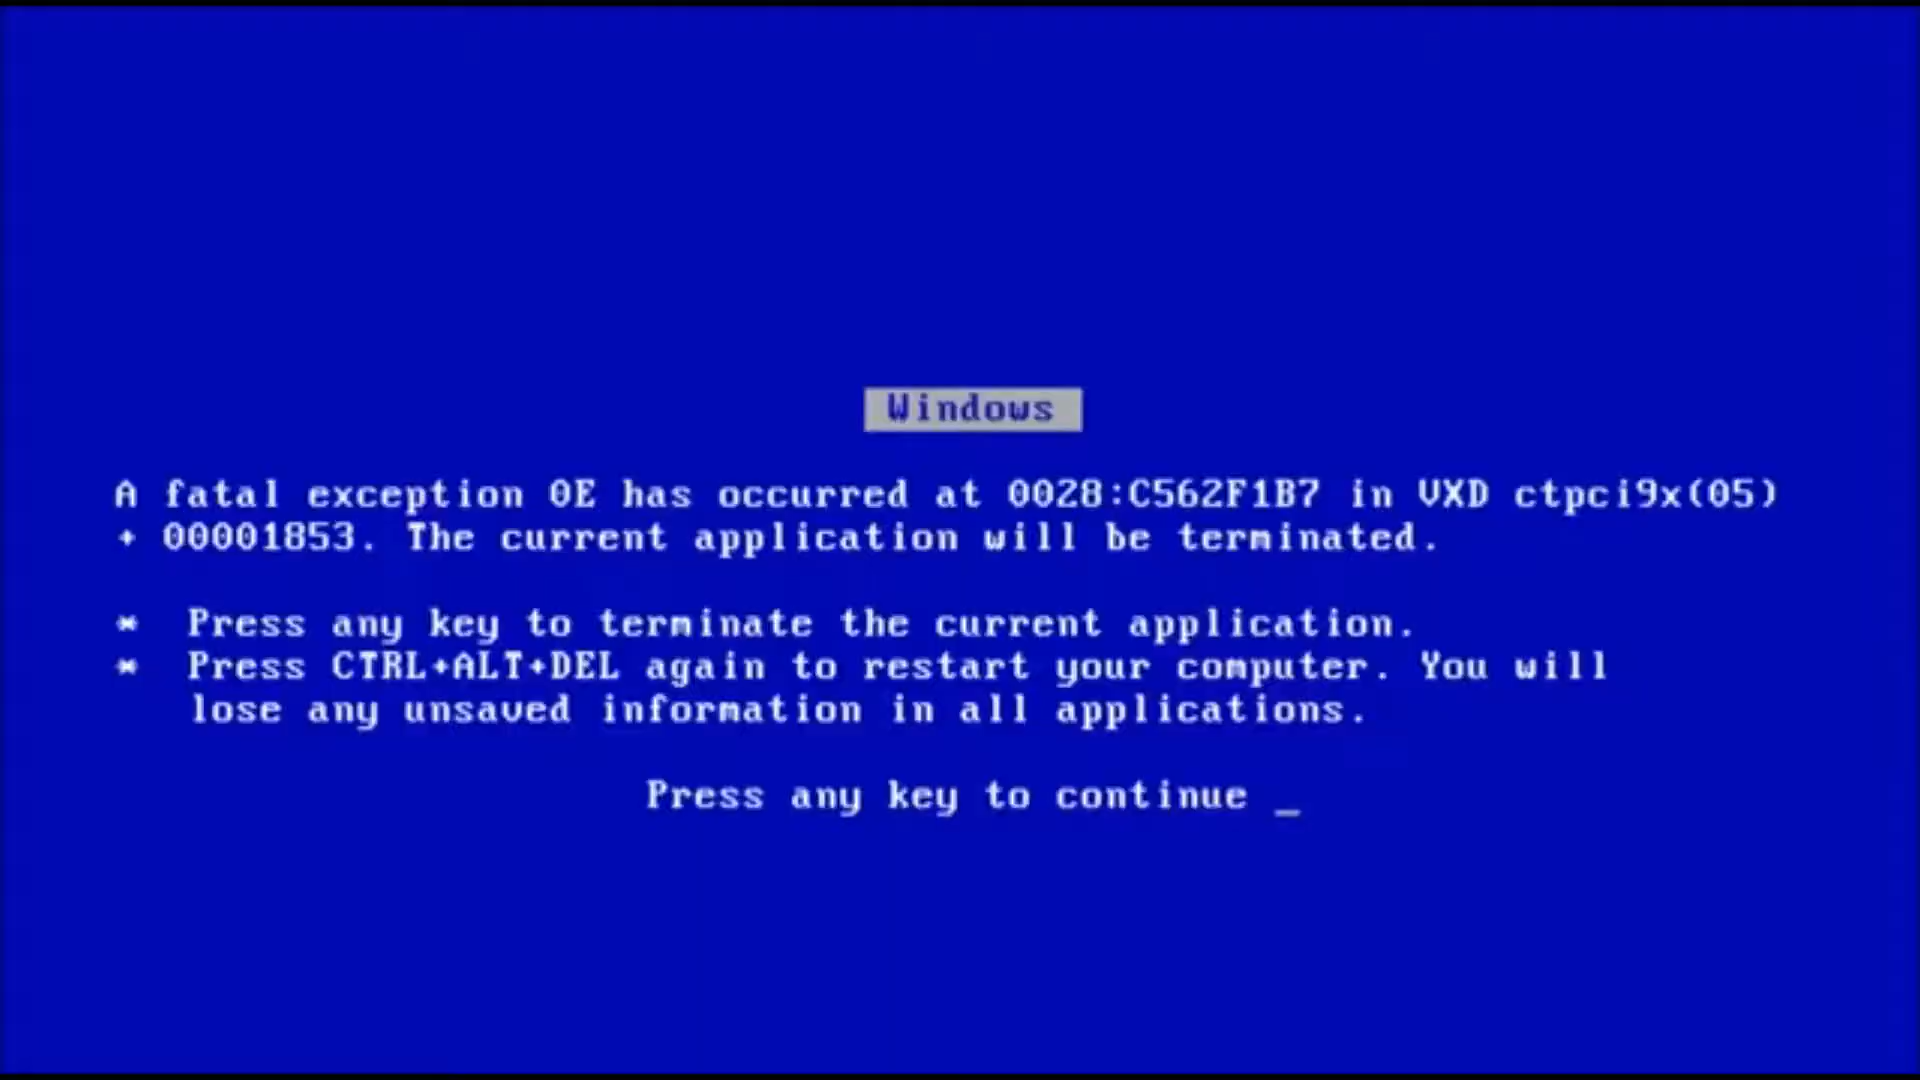 Windows
A fatal exception 0E has occurred at 0028:C562F1B7 in VXD ctpci9x(05)
+ 00001853. The current application will be terminated.
* Press any key to terminate the current application.
* Press CTRL+ALT+DEL again to restart your computer. You will
lose any unsaved information in all applications.
Press any key to continue _